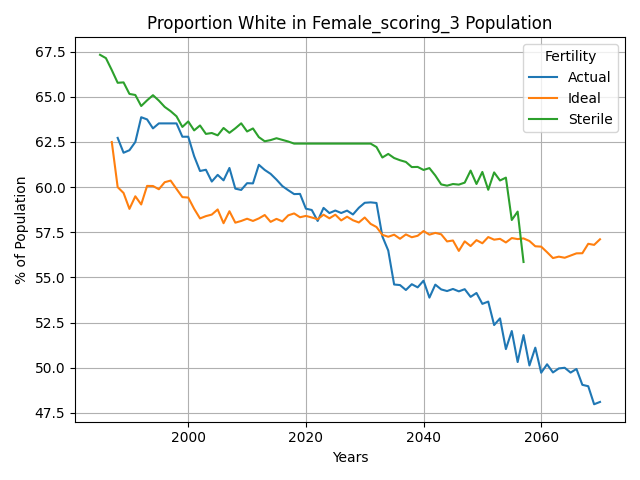 Proportion White in Female_scoring_3 Population
Fertility
Actual
Ideal
Sterile
% of Population
67.5
65.0
62.5
60.0
57.5
55.0
52.5
50.0
47.5
2000
2020
2040
2060
Years